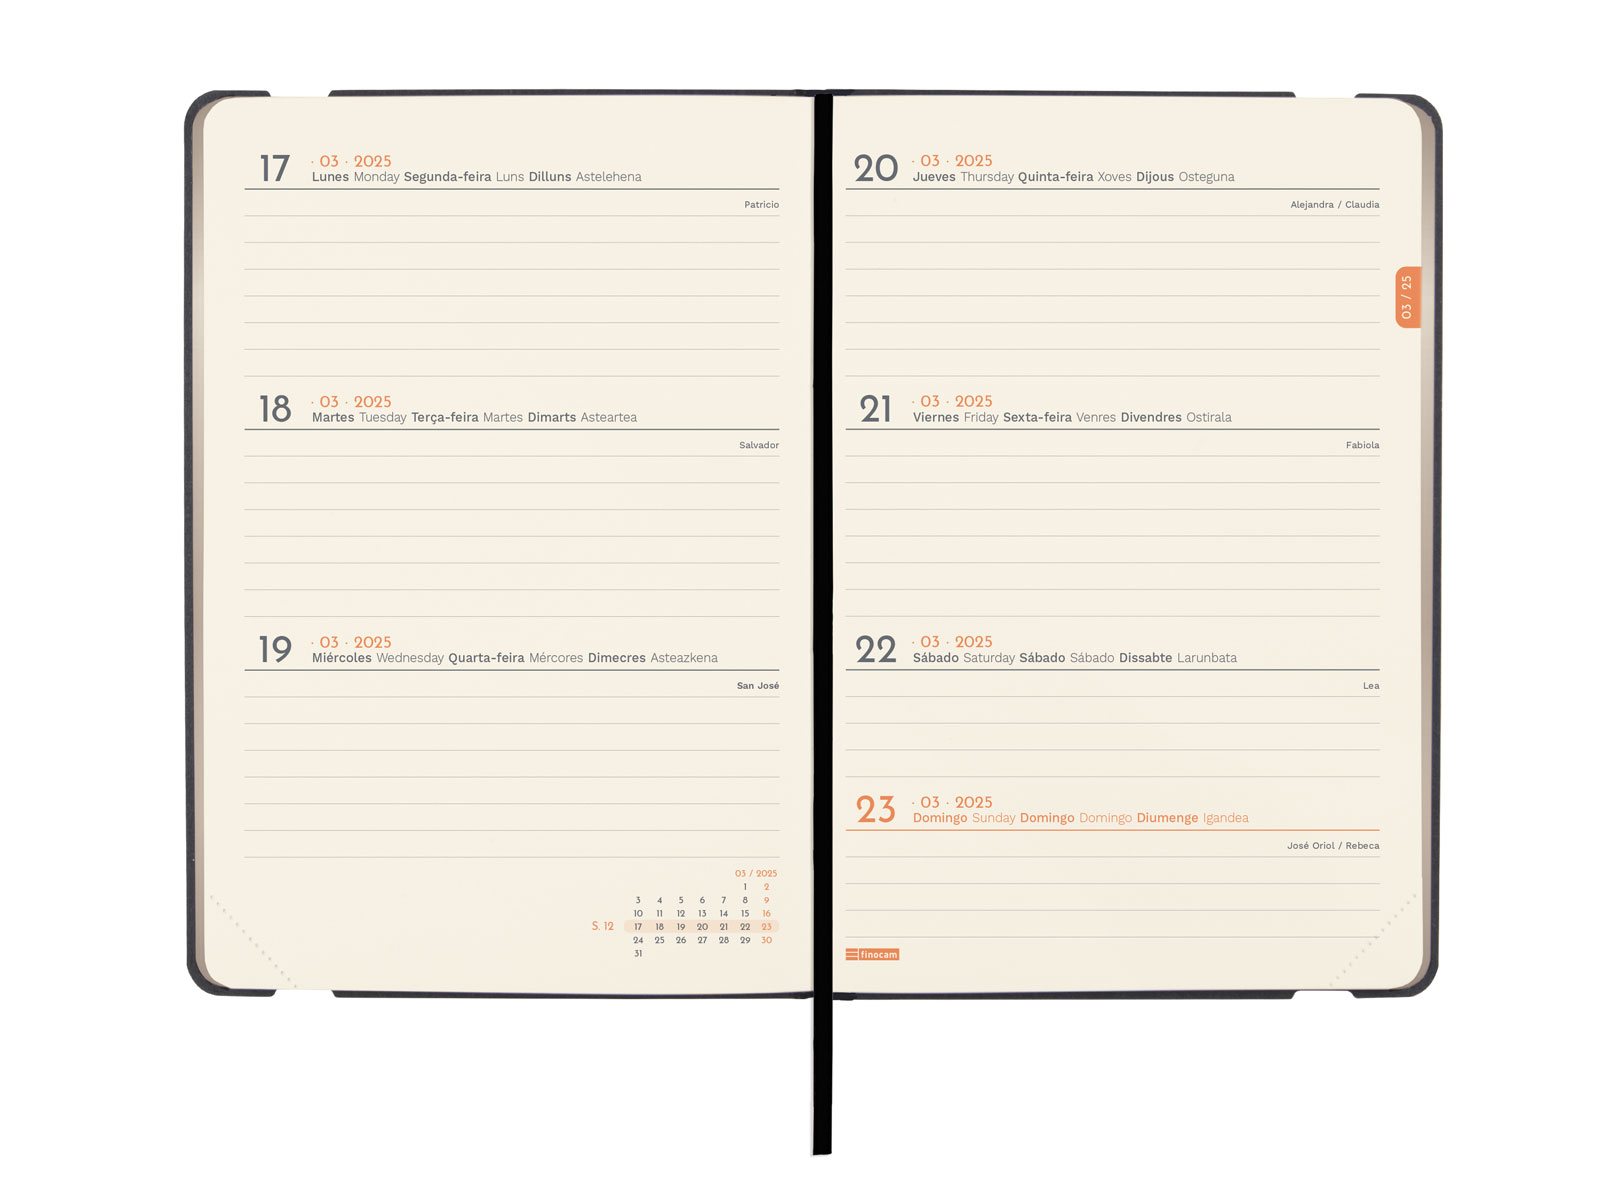 17 · 03 · 2025
Lunes Monday Segunda-feira Luns Dilluns Astelehena
Patricio
18 · 03 · 2025
Martes Tuesday Terça-feira Martes Dimarts Asteartea
Salvador
19 · 03 · 2025
Miércoles Wednesday Quarta-feira Mércores Dimecres Asteazkena
San José
03 / 2025
1 2
3 4 5 6 7 8 9
10 11 12 13 14 15 16
S. 12 17 18 19 20 21 22 23
24 25 26 27 28 29 30
31
20 · 03 · 2025
Jueves Thursday Quinta-feira Xoves Dijous Osteguna
Alejandra / Claudia
03 / 25
21 · 03 · 2025
Viernes Friday Sexta-feira Venres Divendres Ostirala
Fabiola
22 · 03 · 2025
Sábado Saturday Sábado Sábado Dissabte Larunbata
Lea
23 · 03 · 2025
Domingo Sunday Domingo Domingo Diumenge Igandea
José Oriol / Rebeca
finocam